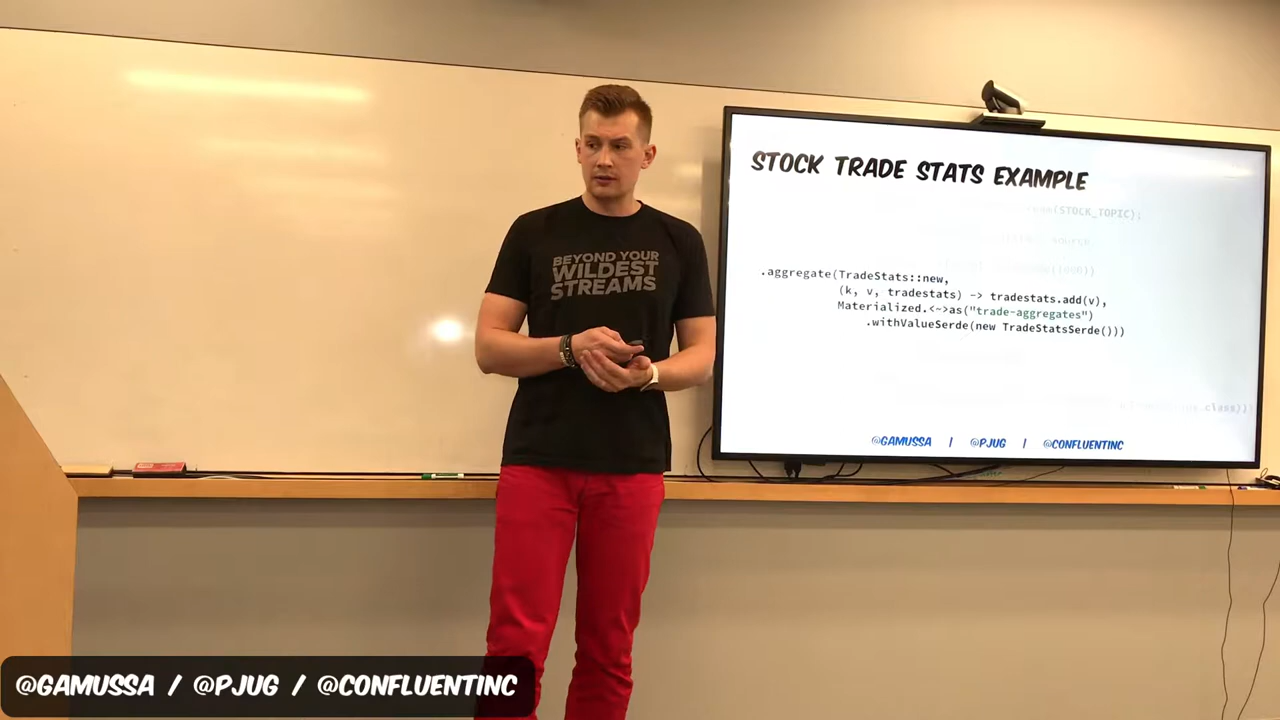 BEYOND YOUR
WILDEST
STREAMS
STOCK TRADE STATS EXAMPLE
(STOCK_TOPIC);
.aggregate(TradeStats::new,
(k, v, tradestats) -> tradestats.add(v),
Materialized.<~>as("trade-aggregates")
.withValueSerde(new TradeStatsSerde()))
@GAMUSSA / @PJUG / @CONFLUENTINC
@GAMUSSA / @PJUG / @CONFLUENTINC